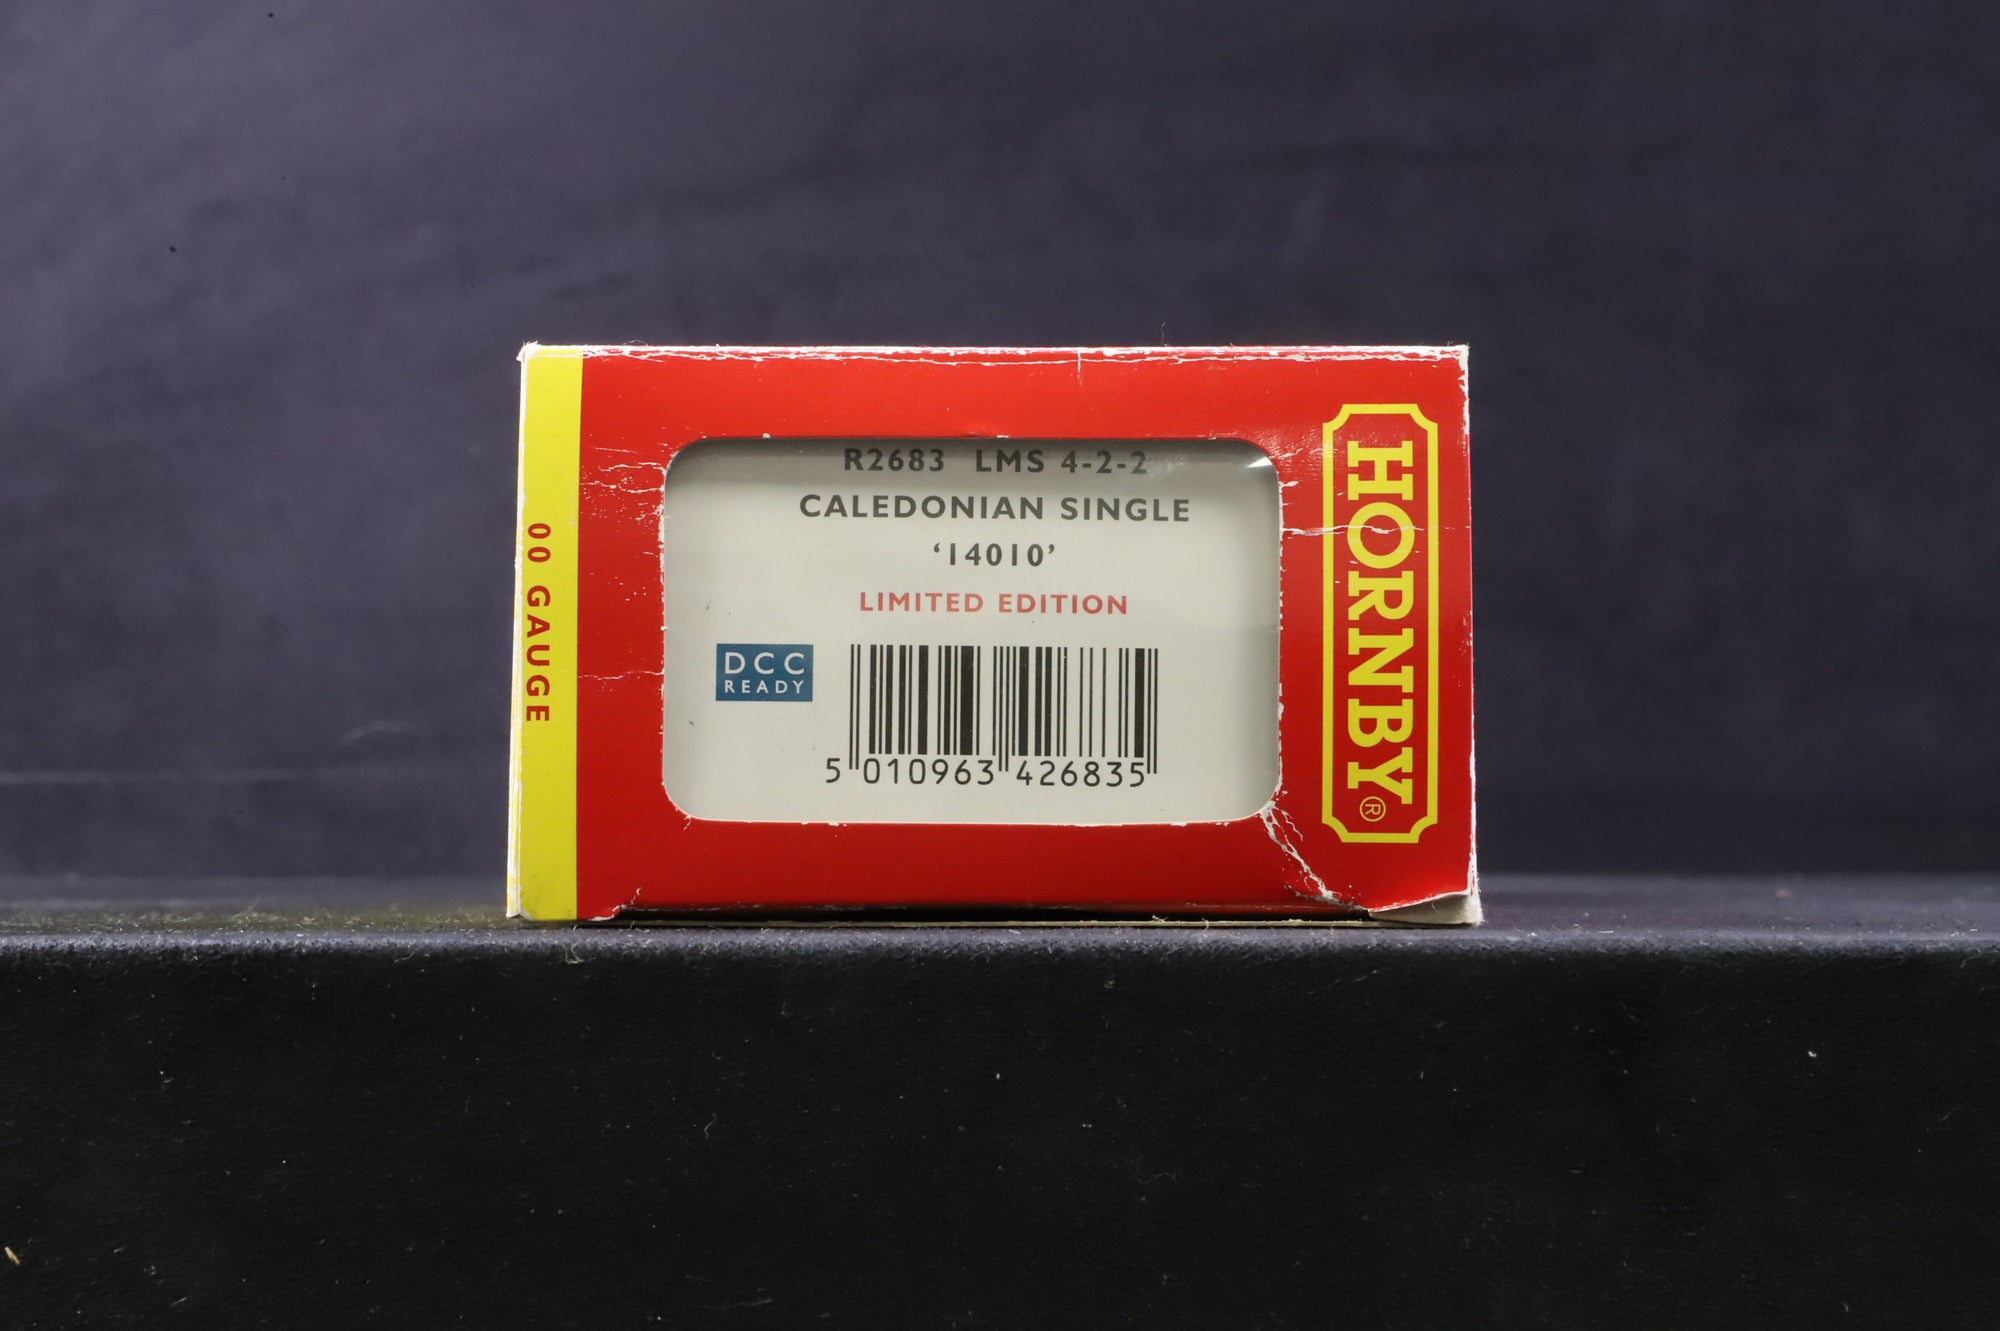 R2683 LMS 4-2-2
CALEDONIAN SINGLE
‘14010’
LIMITED EDITION
DCC
READY
5 010963 426835
00 GAUGE
HORNBY®